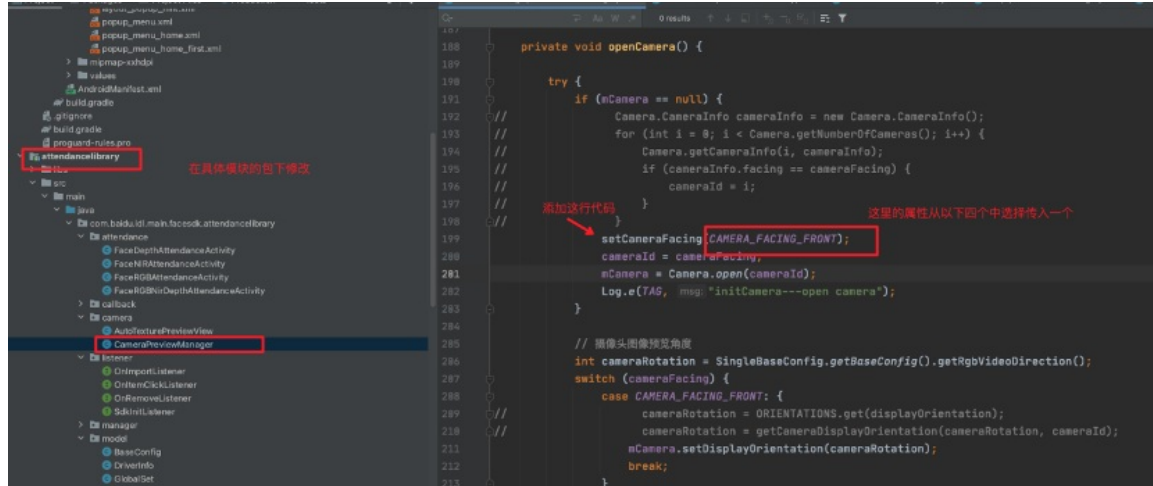 popup_menu.xml
popup_menu_home.xml
popup_menu_home_first.xml
mipmap-xxhdpi
values
AndroidManifest.xml
build.gradle
.gitignore
build.gradle
proguard-rules.pro
attendancelibrary
libs
src
main
java
com.baidu.idl.main.facesdk.attendancelibrary
attendance
FaceDepthAttendanceActivity
FaceNIRAttendanceActivity
FaceRGBAttendanceActivity
FaceRGBNirDepthAttendanceActivity
callback
camera
AutoTexturePreviewView
CameraPreviewManager
listener
OnImportListener
OnItemClickListener
OnRemoveListener
SdkInitListener
manager
model
BaseConfig
DriverInfo
GlobalSet
在具体模块的包下修改
Aa W .* 0 results
187
188 private void openCamera() {
189
190 try {
191 if (mCamera == null) {
192 // Camera.CameraInfo cameraInfo = new Camera.CameraInfo();
193 // for (int i = 0; i < Camera.getNumberOfCameras(); i++) {
194 // Camera.getCameraInfo(i, cameraInfo);
195 // if (cameraInfo.facing == cameraFacing) {
196 // cameraId = i;
197 // }
198 // }
添加这行代码
这里的属性从以下四个中选择传入一个
199 setCameraFacing(CAMERA_FACING_FRONT);
200 cameraId = cameraFacing;
201 mCamera = Camera.open(cameraId);
202 Log.e(TAG, msg: "initCamera---open camera");
203 }
204
205 // 摄像头图像预览角度
206 int cameraRotation = SingleBaseConfig.getBaseConfig().getRgbVideoDirection();
207 switch (cameraFacing) {
208 case CAMERA_FACING_FRONT: {
209 // cameraRotation = ORIENTATIONS.get(displayOrientation);
210 // cameraRotation = getCameraDisplayOrientation(cameraRotation, cameraId);
211 mCamera.setDisplayOrientation(cameraRotation);
212 break;
213 }